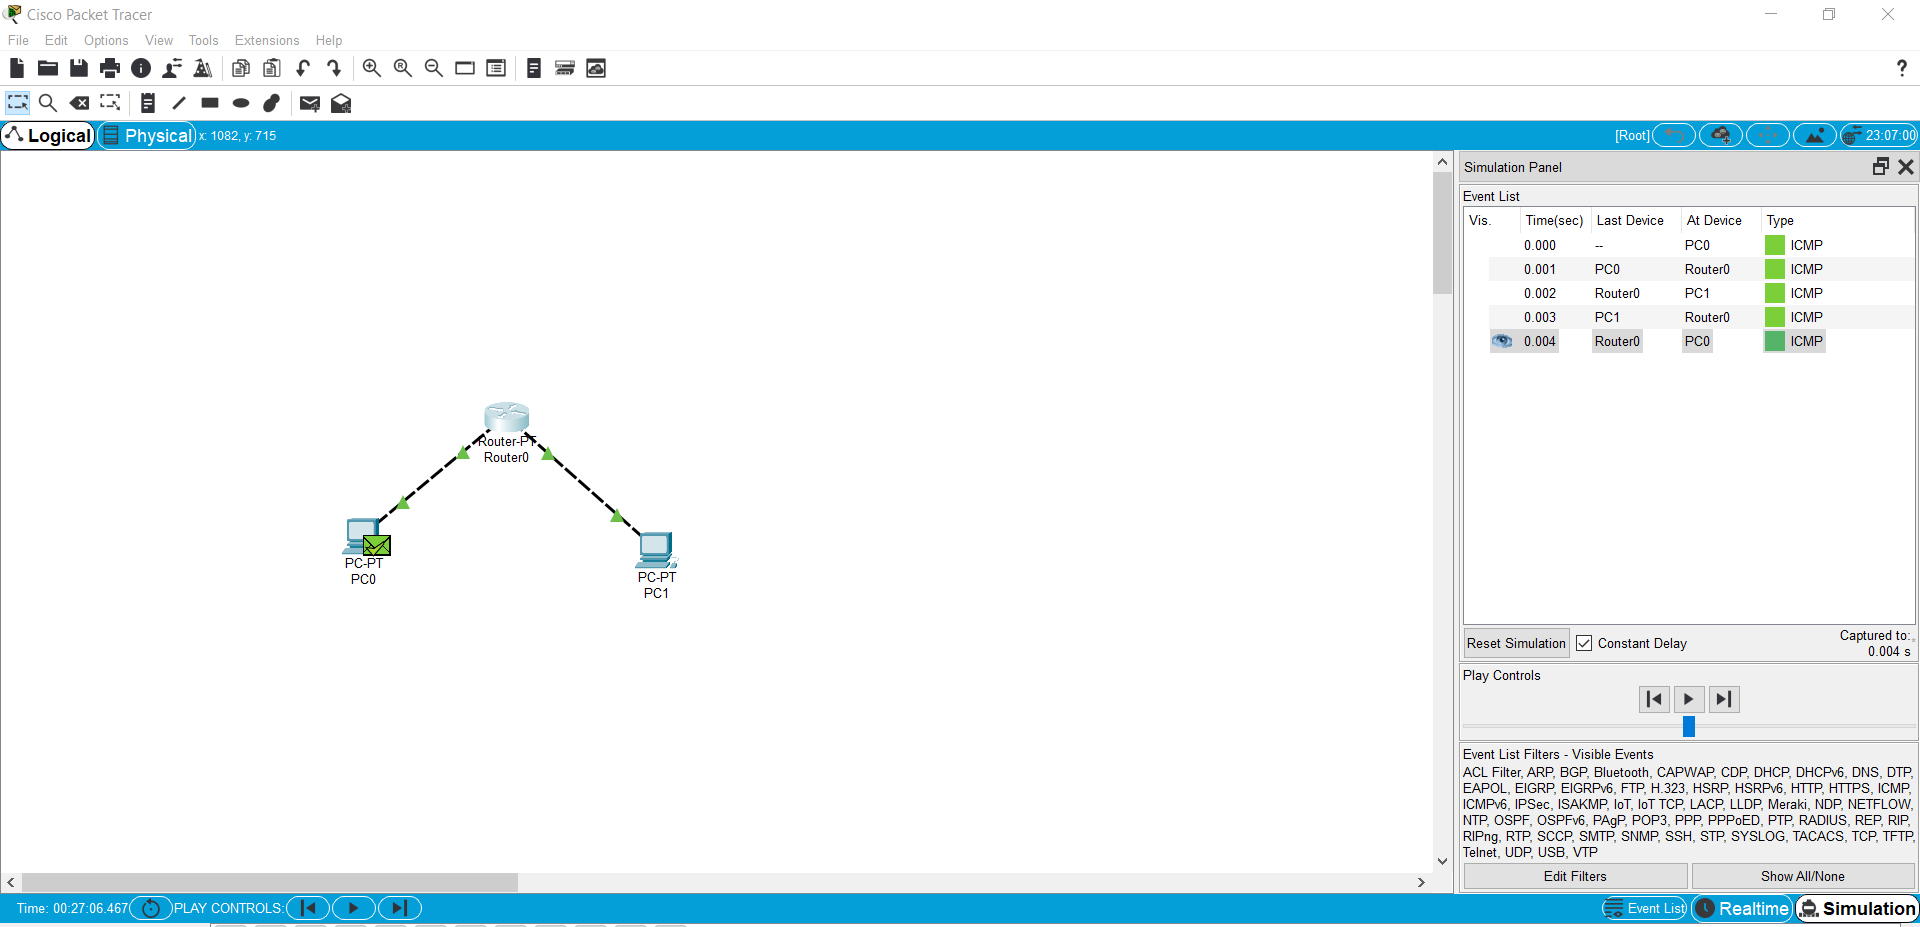 Cisco Packet Tracer
File Edit Options View Tools Extensions Help
?
Logical Physical x: 1082, y: 715 [Root] 23:07:00
Simulation Panel
Event List
Vis. Time(sec) Last Device At Device Type
0.000 -- PC0 ICMP
0.001 PC0 Router0 ICMP
0.002 Router0 PC1 ICMP
0.003 PC1 Router0 ICMP
0.004 Router0 PC0 ICMP
Router-PT
Router0
PC-PT
PC0
PC-PT
PC1
Reset Simulation Constant Delay Captured to:
0.004 s
Play Controls
Event List Filters - Visible Events
ACL Filter, ARP, BGP, Bluetooth, CAPWAP, CDP, DHCP, DHCPv6, DNS, DTP,
EAPOL, EIGRP, EIGRPv6, FTP, H.323, HSRP, HSRPv6, HTTP, HTTPS, ICMP,
ICMPv6, IPSec, ISAKMP, IoT, IoT TCP, LACP, LLDP, Meraki, NDP, NETFLOW,
NTP, OSPF, OSPFv6, PAgP, POP3, PPP, PPPoED, PTP, RADIUS, REP, RIP,
RIPng, RTP, SCCP, SMTP, SNMP, SSH, STP, SYSLOG, TACACS, TCP, TFTP,
Telnet, UDP, USB, VTP
Edit Filters Show All/None
Time: 00:27:06.467 PLAY CONTROLS: Event List Realtime Simulation